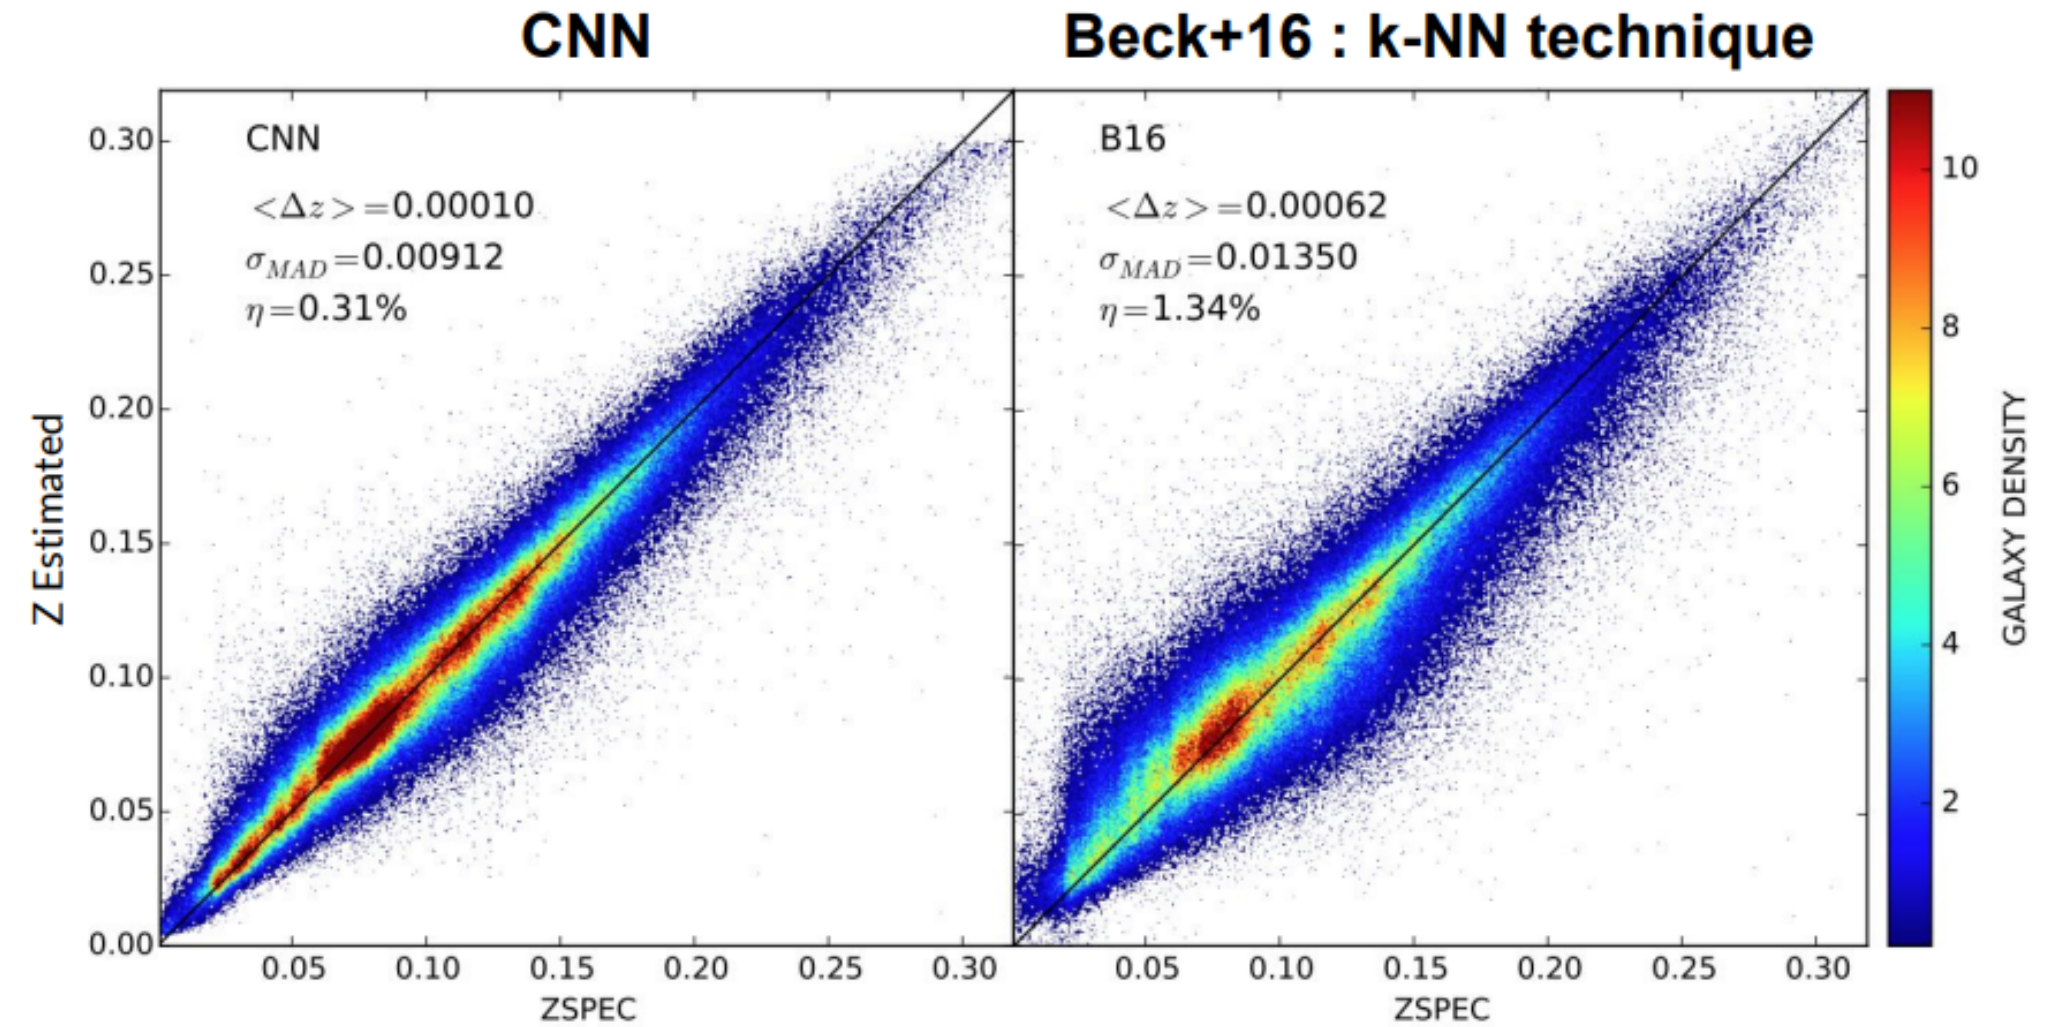 CNN
Beck+16 : k-NN technique
CNN
<Δz>=0.00010
σMAD=0.00912
η=0.31%
B16
<Δz>=0.00062
σMAD=0.01350
η=1.34%
Z Estimated
0.30
0.25
0.20
0.15
0.10
0.05
0.00
0.05 0.10 0.15 0.20 0.25 0.30
ZSPEC
0.05 0.10 0.15 0.20 0.25 0.30
ZSPEC
10
8
6
4
2
GALAXY DENSITY